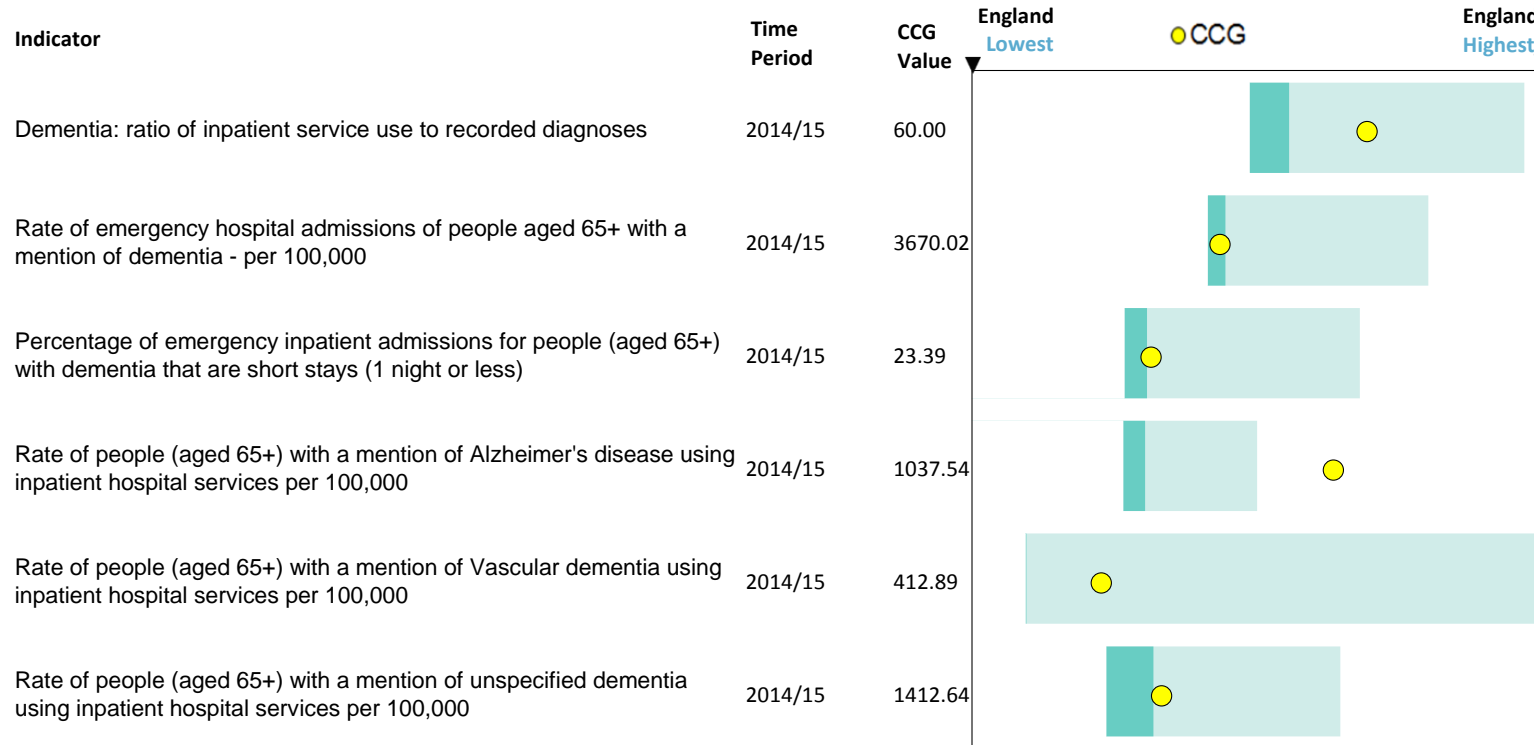 Indicator
Time
Period
CCG
Value
England
Lowest
CCG
England
Highest
Dementia: ratio of inpatient service use to recorded diagnoses
2014/15
60.00
Rate of emergency hospital admissions of people aged 65+ with a
mention of dementia - per 100,000
2014/15
3670.02
Percentage of emergency inpatient admissions for people (aged 65+)
with dementia that are short stays (1 night or less)
2014/15
23.39
Rate of people (aged 65+) with a mention of Alzheimer's disease using
inpatient hospital services per 100,000
2014/15
1037.54
Rate of people (aged 65+) with a mention of Vascular dementia using
inpatient hospital services per 100,000
2014/15
412.89
Rate of people (aged 65+) with a mention of unspecified dementia
using inpatient hospital services per 100,000
2014/15
1412.64